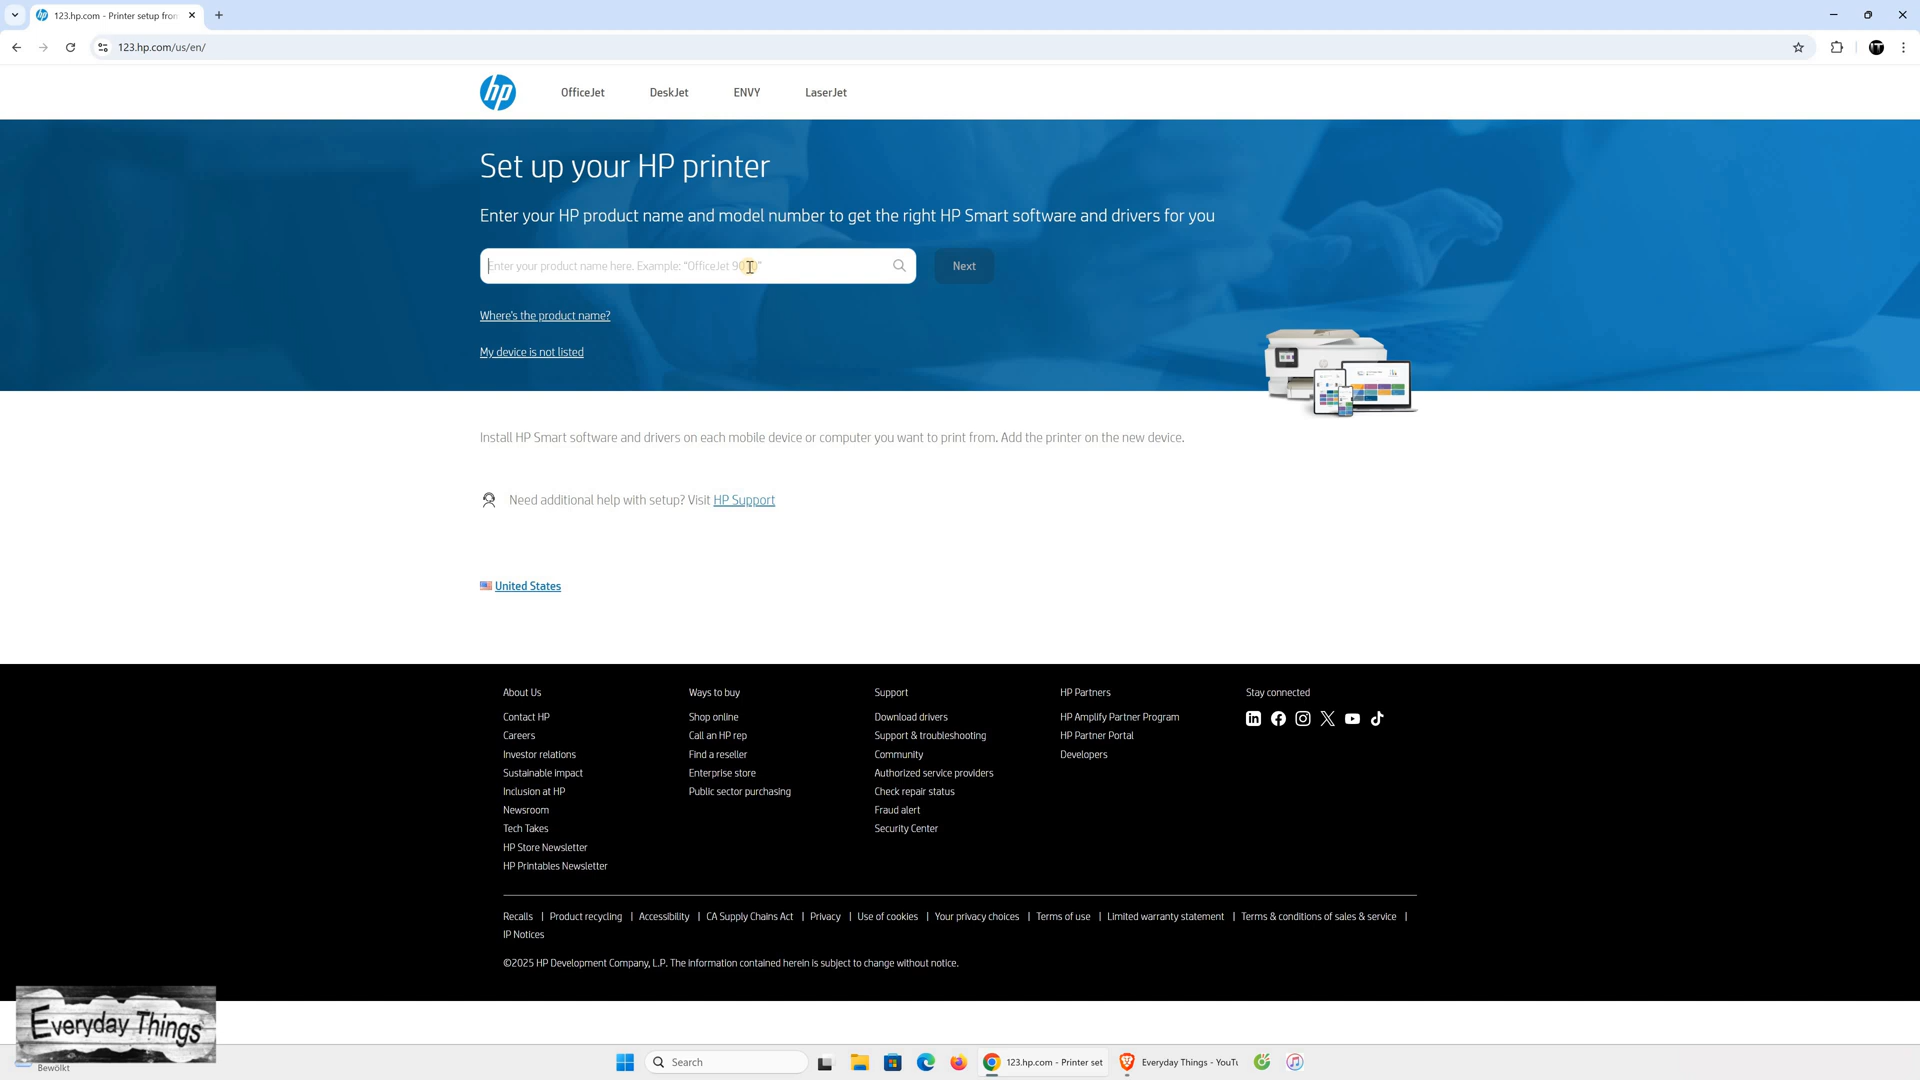 123.hp.com - Printer setup from
123.hp.com/us/en/
hp
OfficeJet
DeskJet
ENVY
LaserJet
Set up your HP printer
Enter your HP product name and model number to get the right HP Smart software and drivers for you
Enter your product name here. Example: "OfficeJet
Next
Where's the product name?
My device is not listed
Install HP Smart software and drivers on each mobile device or computer you want to print from. Add the printer on the new device.
Need additional help with setup? Visit HP Support
United States
About Us
Contact HP
Careers
Investor relations
Sustainable impact
Inclusion at HP
Newsroom
Tech Takes
HP Store Newsletter
HP Printables Newsletter
Ways to buy
Shop online
Call an HP rep
Find a reseller
Enterprise store
Public sector purchasing
Support
Download drivers
Support & troubleshooting
Community
Authorized service providers
Check repair status
Fraud alert
Security Center
HP Partners
HP Amplify Partner Program
HP Partner Portal
Developers
Stay connected
Recalls | Product recycling | Accessibility | CA Supply Chains Act | Privacy | Use of cookies | Your privacy choices | Terms of use | Limited warranty statement | Terms & conditions of sales & service |
IP Notices
©2025 HP Development Company, L.P. The information contained herein is subject to change without notice.
Everyday Things
Bewölkt
Search
123.hp.com - Printer set
Everyday Things - YouTu